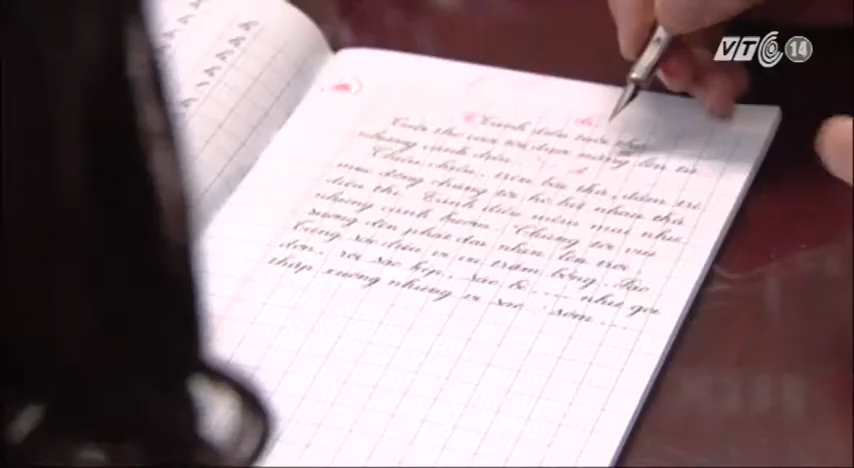 VTC 14
Cánh diều tuổi thơ
Tuổi thơ của tôi được nâng lên từ
những cánh diều.
Chiều chiều, trên bãi thả, đám trẻ
mục đồng chúng tôi hò hét nhau thả
diều thi. Cánh diều mềm mại như
những cánh bướm. Chúng tôi vui
sướng đến phát dại nhìn lên trời.
Tiếng sáo diều vi vu trầm bổng. Sáo
đơn, rồi sáo kép, sáo bè .... như gọi
thấp xuống những vì sao sớm.